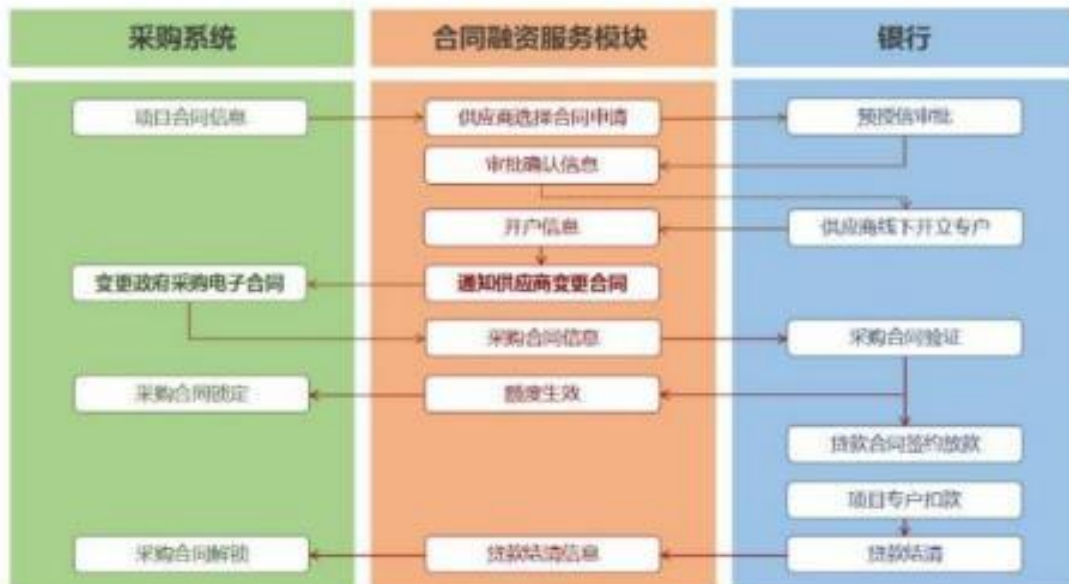 采购系统
合同融资服务模块
银行
项目合同信息
供应商选择合同申请
预授信审批
审批确认信息
开户信息
供应商线下开立专户
变更政府采购电子合同
通知供应商变更合同
采购合同信息
采购合同验证
采购合同锁定
额度生效
贷款合同签约放款
项目专户扣款
采购合同解锁
贷款结清信息
贷款结清